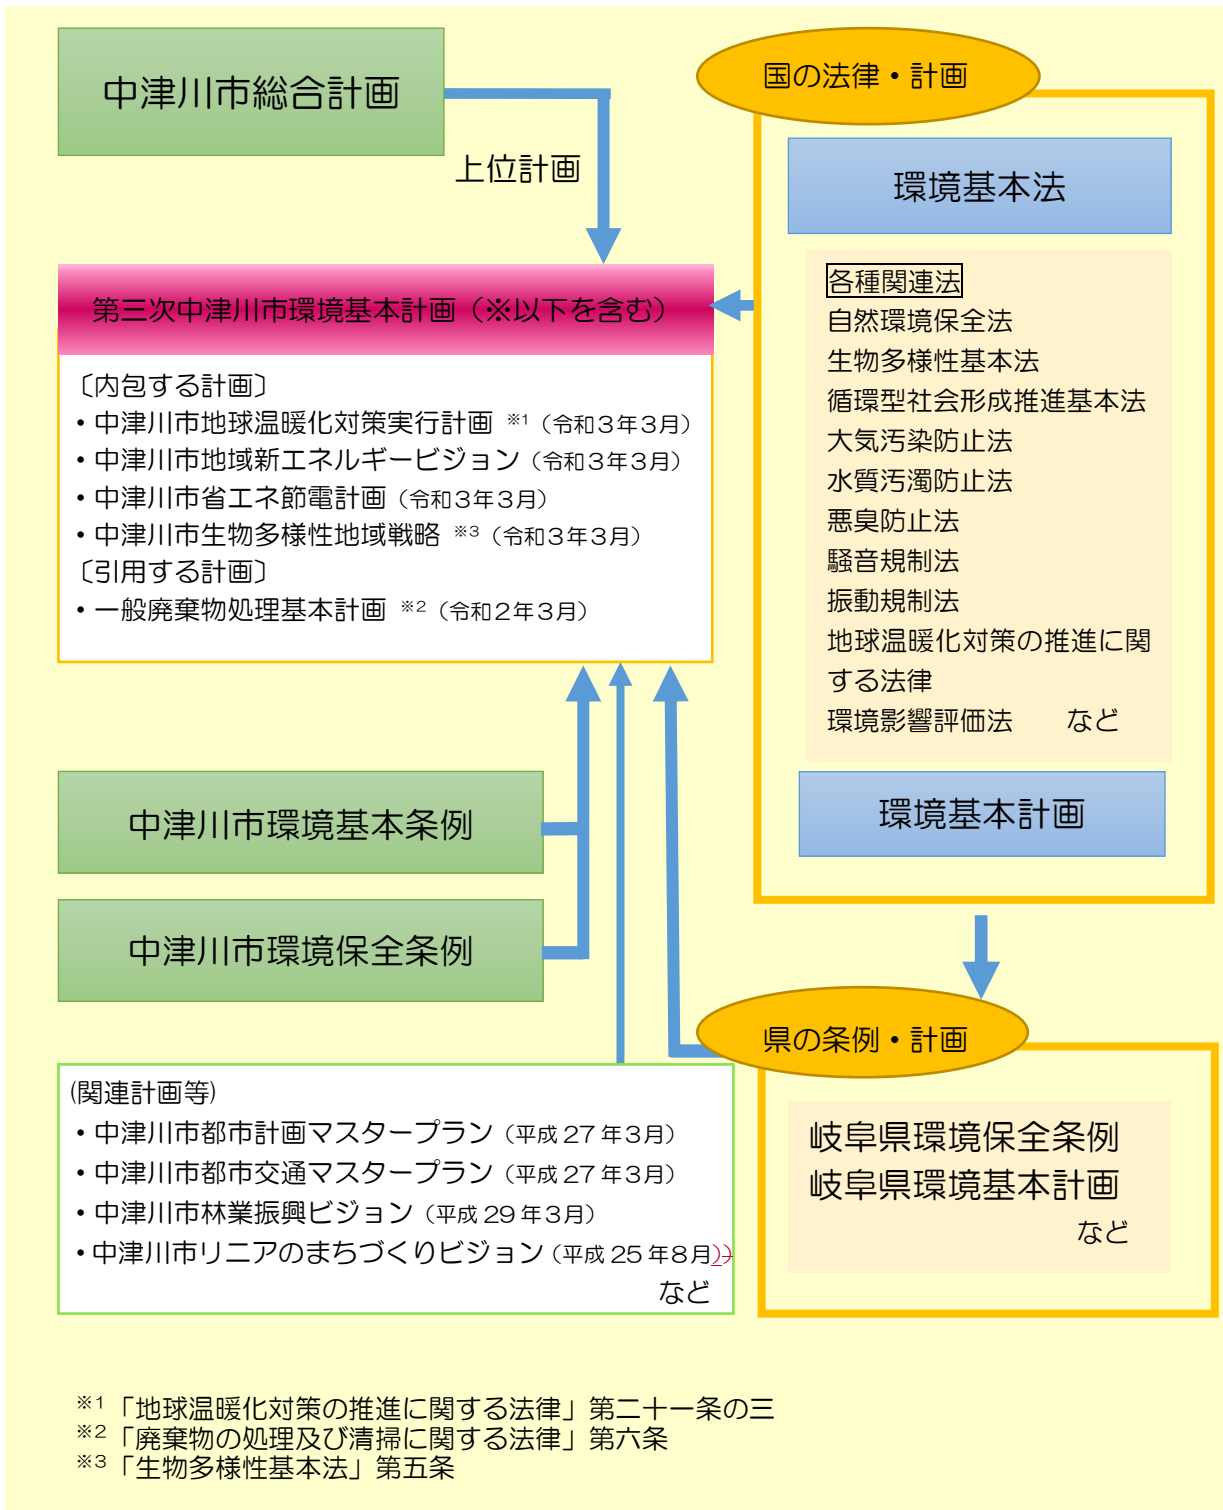 中津川市総合計画
上位計画
第三次中津川市環境基本計画（※以下を含む）
〔内包する計画〕
・中津川市地球温暖化対策実行計画 ※1（令和３年３月）
・中津川市地域新エネルギービジョン（令和３年３月）
・中津川市省エネ節電計画（令和３年３月）
・中津川市生物多様性地域戦略 ※3（令和３年３月）
〔引用する計画〕
・一般廃棄物処理基本計画 ※2（令和２年３月）
国の法律・計画
環境基本法
各種関連法
自然環境保全法
生物多様性基本法
循環型社会形成推進基本法
大気汚染防止法
水質汚濁防止法
悪臭防止法
騒音規制法
振動規制法
地球温暖化対策の推進に関
する法律
環境影響評価法　　など
環境基本計画
中津川市環境基本条例
中津川市環境保全条例
県の条例・計画
岐阜県環境保全条例
岐阜県環境基本計画
など
(関連計画等)
・中津川市都市計画マスタープラン（平成 27 年３月）
・中津川市都市交通マスタープラン（平成 27 年３月）
・中津川市林業振興ビジョン（平成 29 年３月）
・中津川市リニアのまちづくりビジョン（平成 25 年８月))
など
※1「地球温暖化対策の推進に関する法律」第二十一条の三
※2「廃棄物の処理及び清掃に関する法律」第六条
※3「生物多様性基本法」第五条